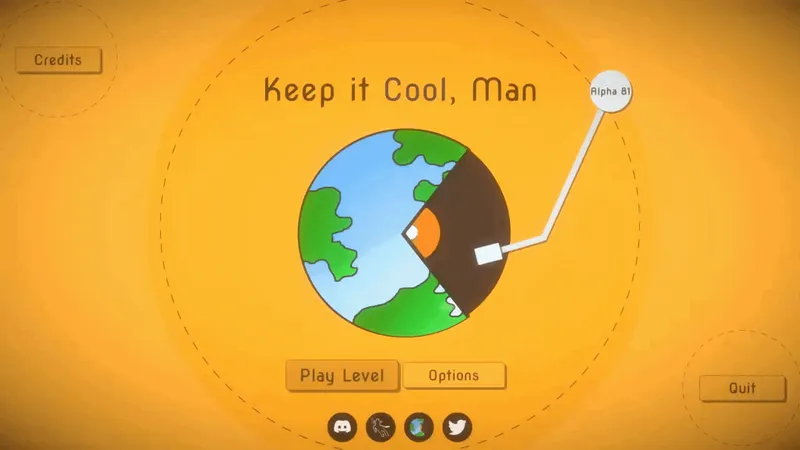 Credits
Keep it Cool, Man
Alpha 81
Play Level
Options
Quit